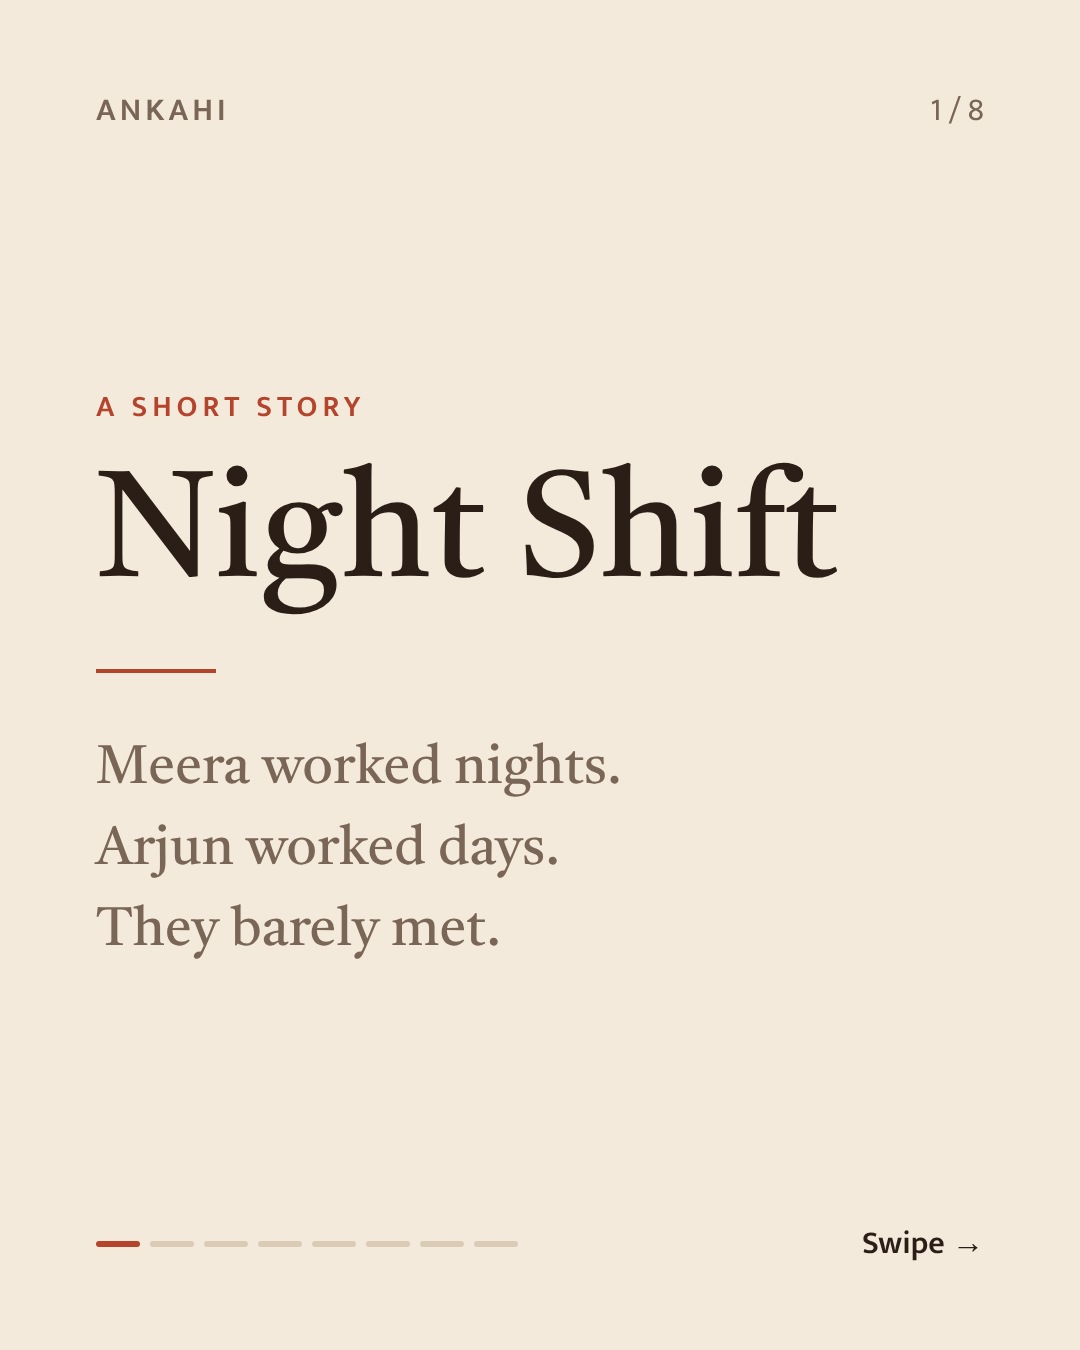 ANKAHI
1 / 8
A SHORT STORY
Night Shift
Meera worked nights.
Arjun worked days.
They barely met.
Swipe →